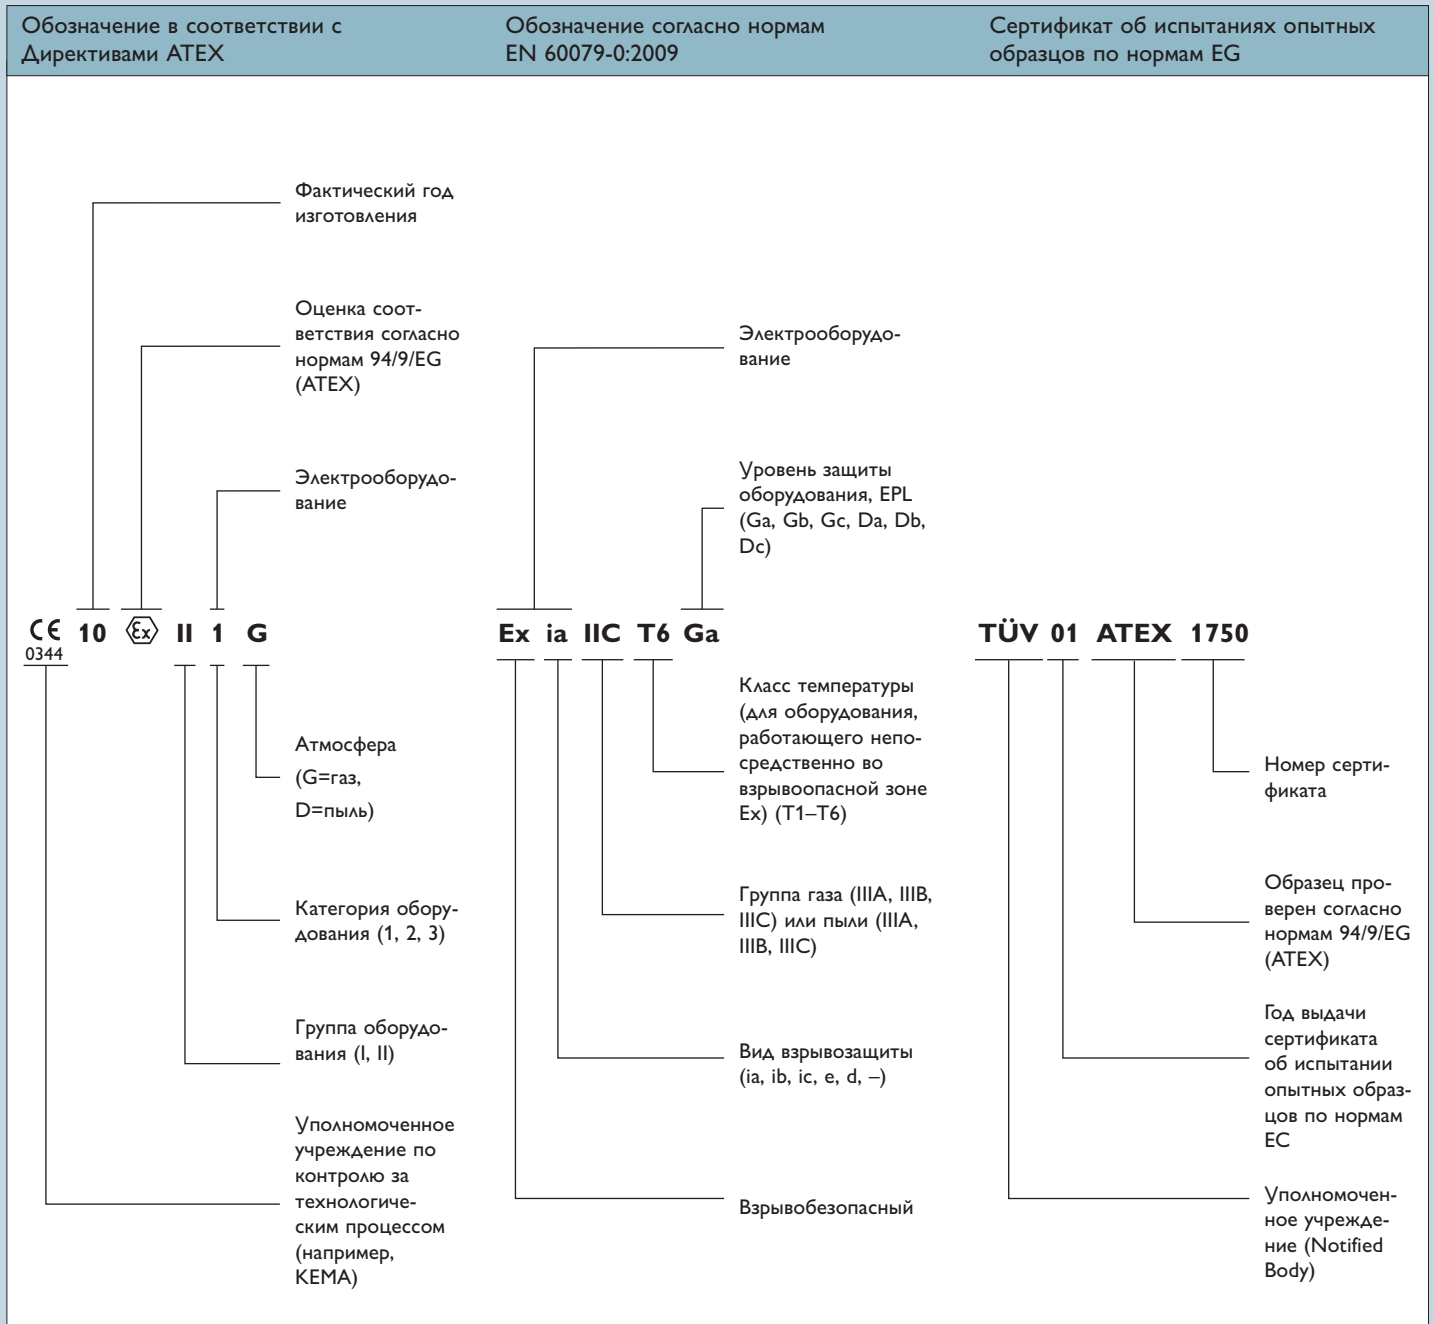 Обозначение в соответствии с
Директивами ATEX
Обозначение согласно нормам
EN 60079-0:2009
Сертификат об испытаниях опытных
образцов по нормам EG
Фактический год
изготовления
Оценка соот-
ветствия согласно
нормам 94/9/EG
(ATEX)
Электрооборудо-
вание
Электрооборудо-
вание
Уровень защиты
оборудования, EPL
(Ga, Gb, Gc, Da, Db,
Dc)
CE 10 Ex II 1 G
0344
Ex ia IIC T6 Ga
TÜV 01 ATEX 1750
Атмосфера
(G=газ,
D=пыль)
Категория обору-
дования (1, 2, 3)
Группа оборудо-
вания (I, II)
Уполномоченное
учреждение по
контролю за
технологиче-
ским процессом
(например,
KEMA)
Класс температуры
(для оборудования,
работающего непо-
средственно во
взрывоопасной зоне
Ex) (T1–T6)
Группа газа (IIIA, IIIB,
IIIC) или пыли (IIIA,
IIIB, IIIC)
Вид взрывозащиты
(ia, ib, ic, e, d, –)
Взрывобезопасный
Номер серти-
фиката
Образец про-
верен согласно
нормам 94/9/EG
(ATEX)
Год выдачи
сертификата
об испытании
опытных образ-
цов по нормам
EC
Уполномочен-
ное учрежде-
ние (Notified
Body)